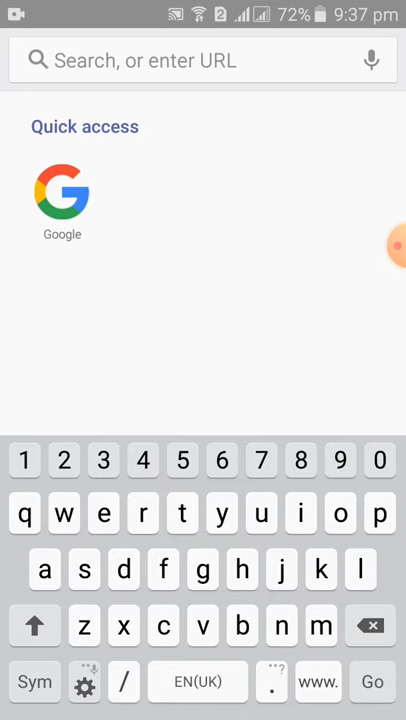 2 72% 9:37 pm
Search, or enter URL
Quick access
G
Google
1 2 3 4 5 6 7 8 9 0
q w e r t y u i o p
a s d f g h j k l
z x c v b n m
Sym / EN(UK) . ...? www. Go